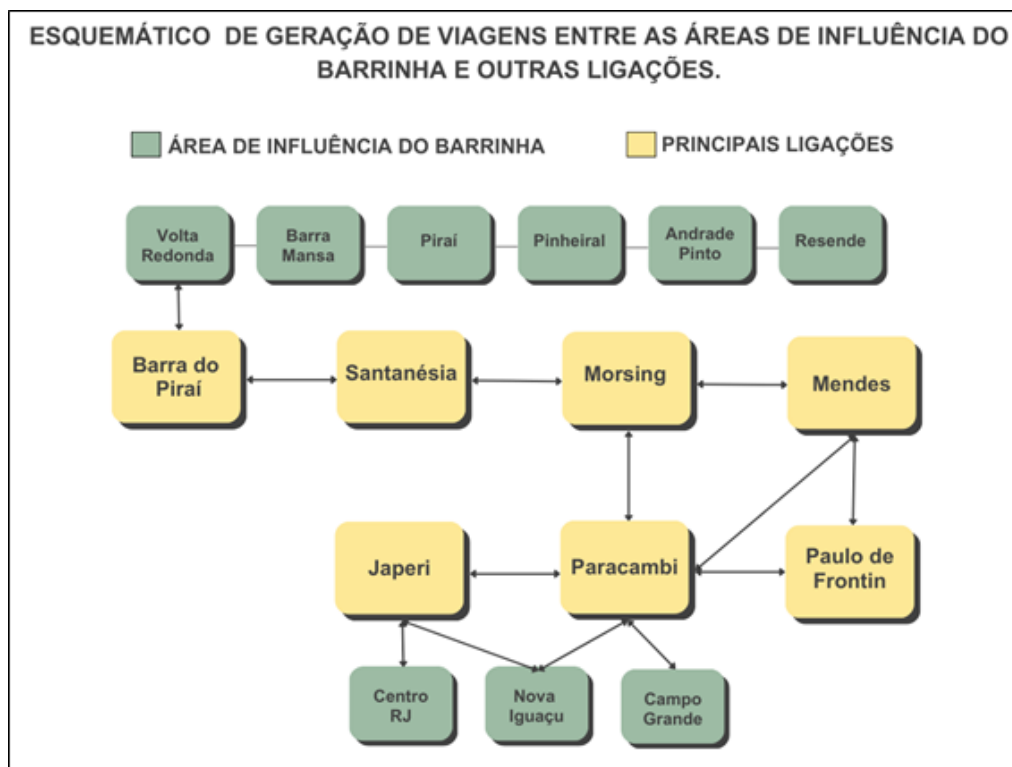 ESQUEMÁTICO DE GERAÇÃO DE VIAGENS ENTRE AS ÁREAS DE INFLUÊNCIA DO
BARRINHA E OUTRAS LIGAÇÕES.
ÁREA DE INFLUÊNCIA DO BARRINHA
PRINCIPAIS LIGAÇÕES
Volta
Redonda
Barra
Mansa
Piraí
Pinheiral
Andrade
Pinto
Resende
Barra do
Piraí
Santanésia
Morsing
Mendes
Japeri
Paracambi
Paulo de
Frontin
Centro
RJ
Nova
Iguaçu
Campo
Grande